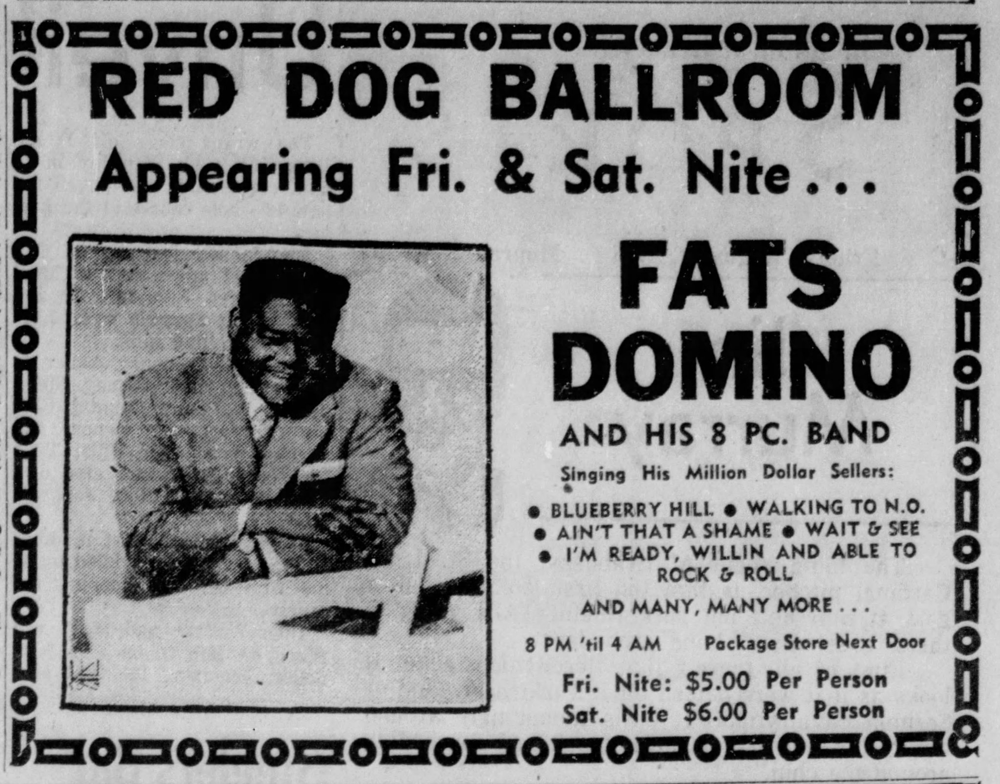 RED DOG BALLROOM
Appearing Fri. & Sat. Nite...
FATS
DOMINO
AND HIS 8 PC. BAND
Singing His Million Dollar Sellers:
● BLUEBERRY HILL ● WALKING TO N.O.
● AIN'T THAT A SHAME ● WAIT & SEE
● I'M READY, WILLIN AND ABLE TO
ROCK & ROLL
AND MANY, MANY MORE...
8 PM 'til 4 AM Package Store Next Door
Fri. Nite: $5.00 Per Person
Sat. Nite $6.00 Per Person